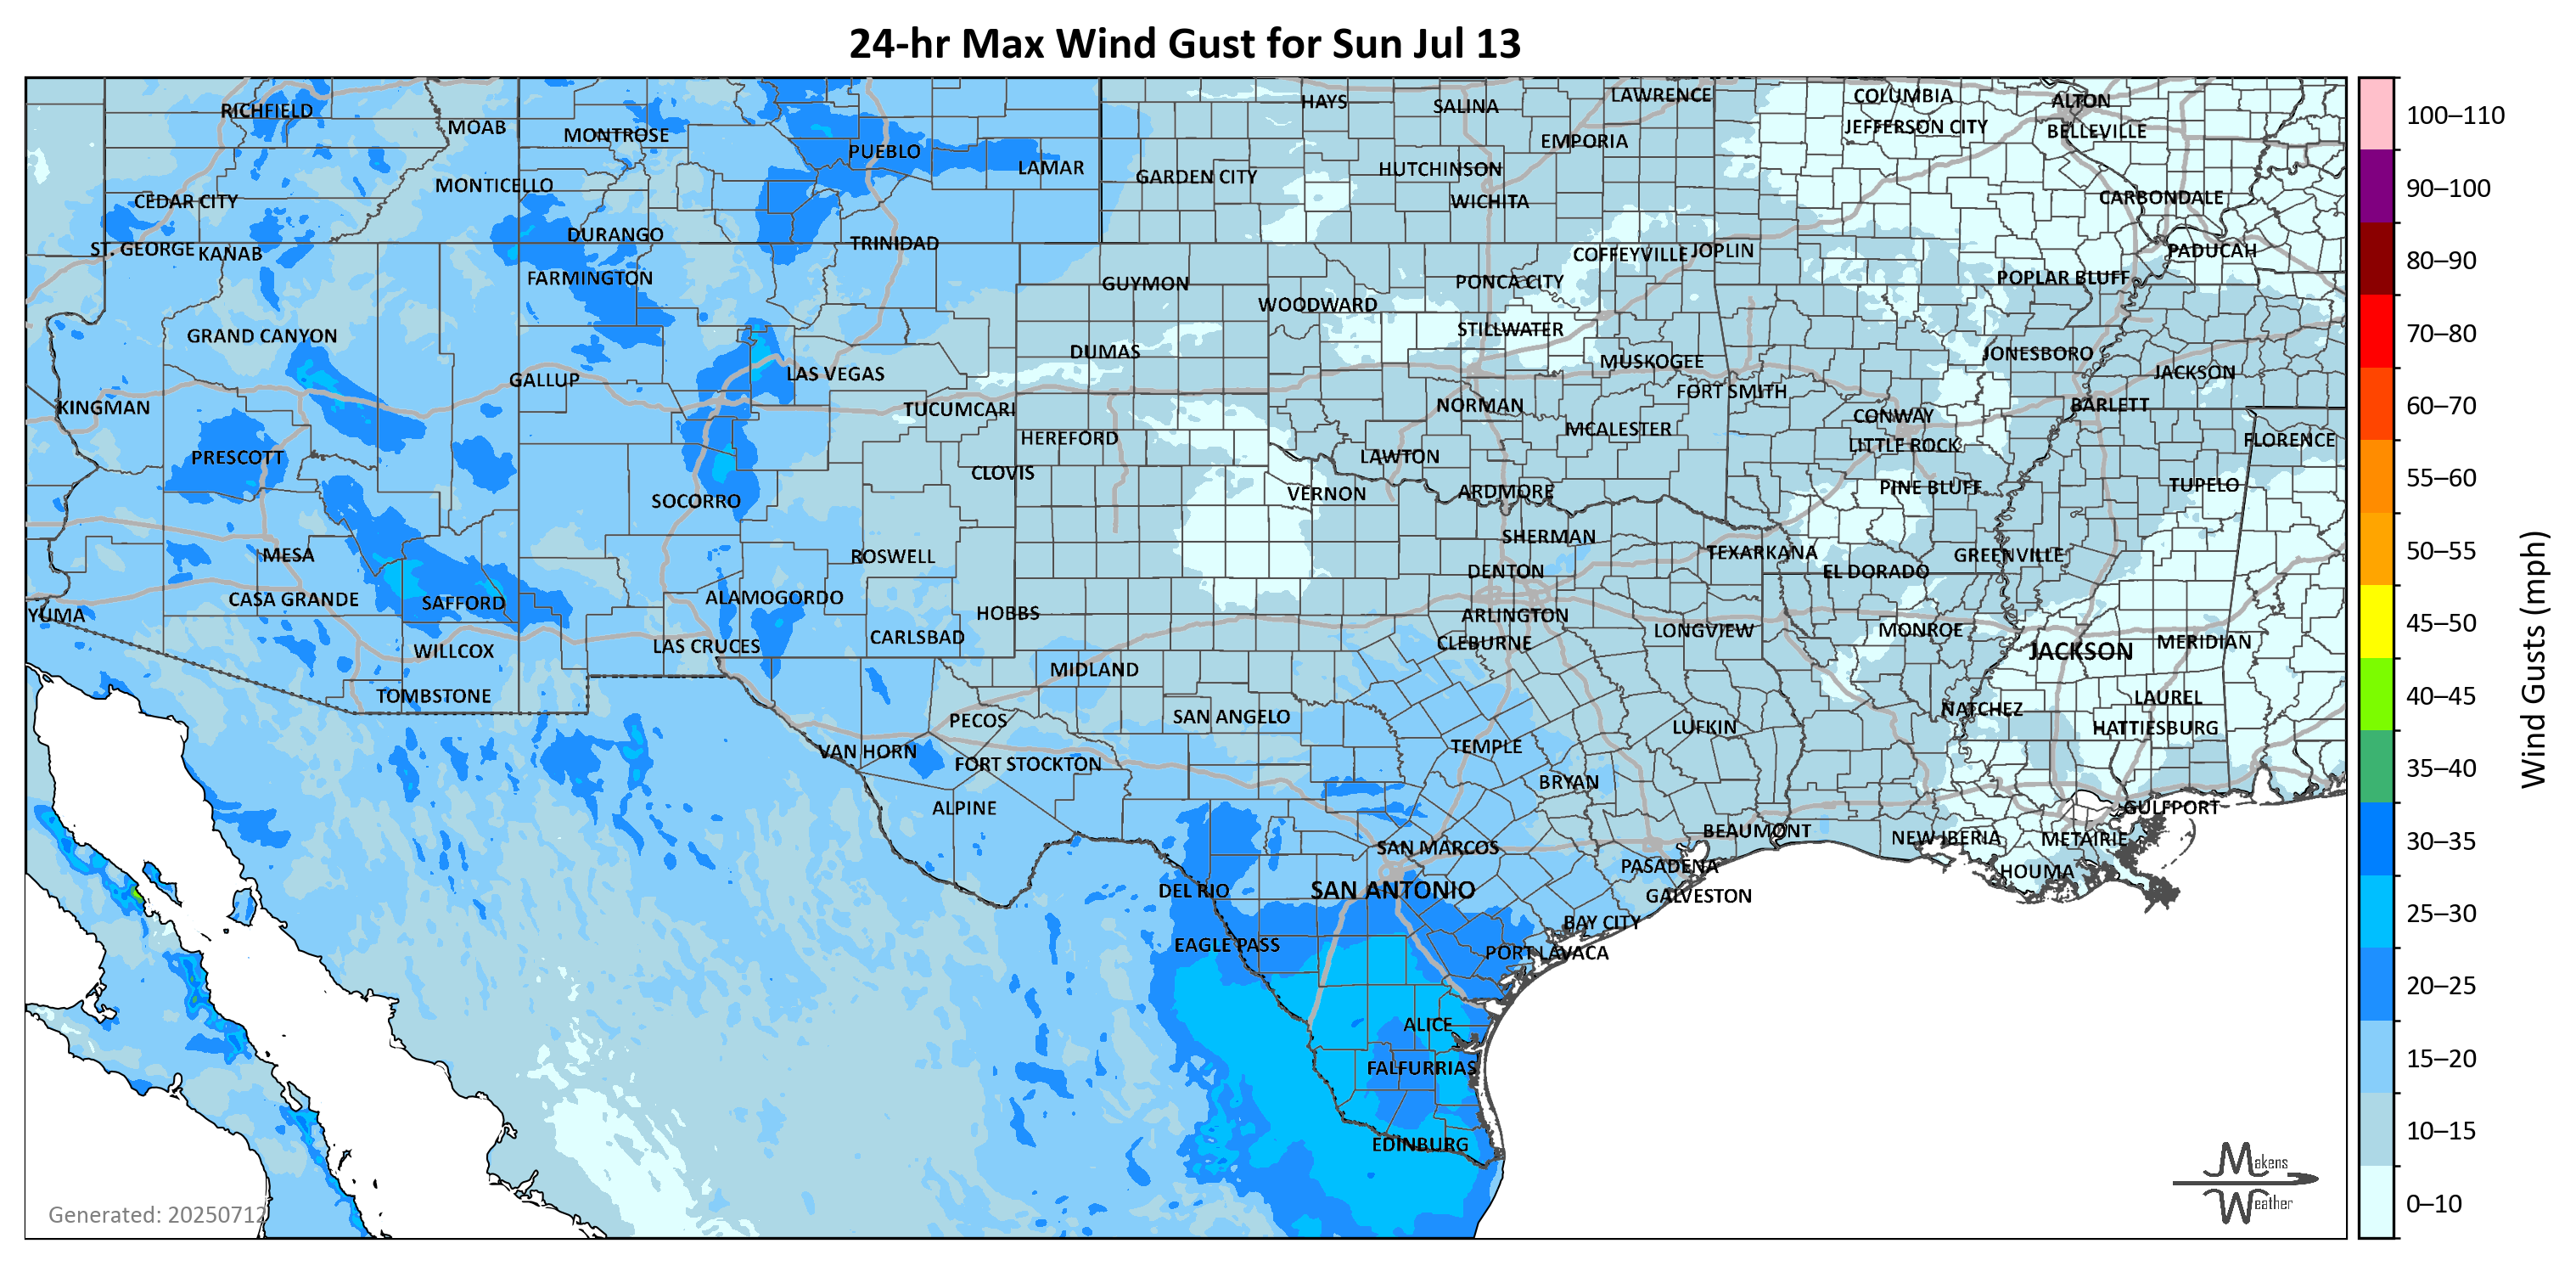 24-hr Max Wind Gust for Sun Jul 13
RICHFIELD
MOAB
MONTROSE
PUEBLO
LAMAR
HAYS
SALINA
LAWRENCE
COLUMBIA
ALTON
JEFFERSON CITY
BELLEVILLE
EMPORIA
GARDEN CITY
HUTCHINSON
WICHITA
CARBONDALE
CEDAR CITY
MONTICELLO
ST. GEORGE
KANAB
DURANGO
TRINIDAD
COFFEYVILLE
JOPLIN
PADUCAH
FARMINGTON
GUYMON
WOODWARD
PONCA CITY
POPLAR BLUFF
GRAND CANYON
DUMAS
STILLWATER
MUSKOGEE
JONESBORO
JACKSON
KINGMAN
GALLUP
LAS VEGAS
TUCUMCARI
NORMAN
FORT SMITH
CONWAY
BARLETT
HEREFORD
MCALESTER
LITTLE ROCK
FLORENCE
PRESCOTT
CLOVIS
LAWTON
SOCORRO
VERNON
ARDMORE
PINE BLUFF
TUPELO
MESA
ROSWELL
SHERMAN
TEXARKANA
GREENVILLE
DENTON
EL DORADO
CASA GRANDE
SAFFORD
ALAMOGORDO
HOBBS
ARLINGTON
YUMA
WILLCOX
LAS CRUCES
CARLSBAD
CLEBURNE
LONGVIEW
MONROE
JACKSON
MERIDIAN
TOMBSTONE
MIDLAND
PECOS
SAN ANGELO
LAUREL
NATCHEZ
HATTIESBURG
VAN HORN
FORT STOCKTON
TEMPLE
LUFKIN
ALPINE
BRYAN
GULFPORT
SAN MARCOS
BEAUMONT
NEW IBERIA
METAIRIE
PASADENA
HOUMA
DEL RIO
SAN ANTONIO
GALVESTON
EAGLE PASS
BAY CITY
PORT LAVACA
ALICE
FALFURRIAS
EDINBURG
Generated: 20250712
Makens
Weather
100–110
90–100
80–90
70–80
60–70
55–60
50–55
45–50
40–45
35–40
30–35
25–30
20–25
15–20
10–15
0–10
Wind Gusts (mph)